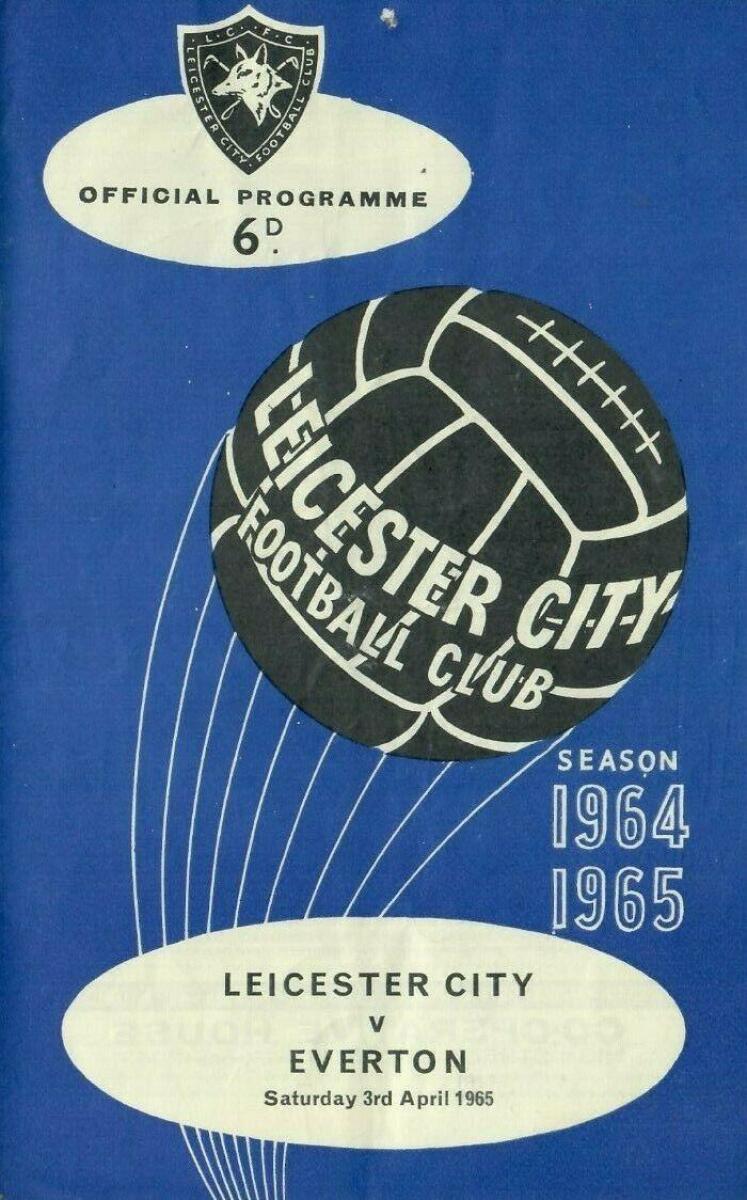 L·C·F·C
LEICESTER CITY FOOTBALL CLUB
OFFICIAL PROGRAMME
6D.
LEICESTER C·I·T·Y
FOOTBALL CLUB
SEASON
1964
1965
LEICESTER CITY
V
EVERTON
Saturday 3rd April 1965